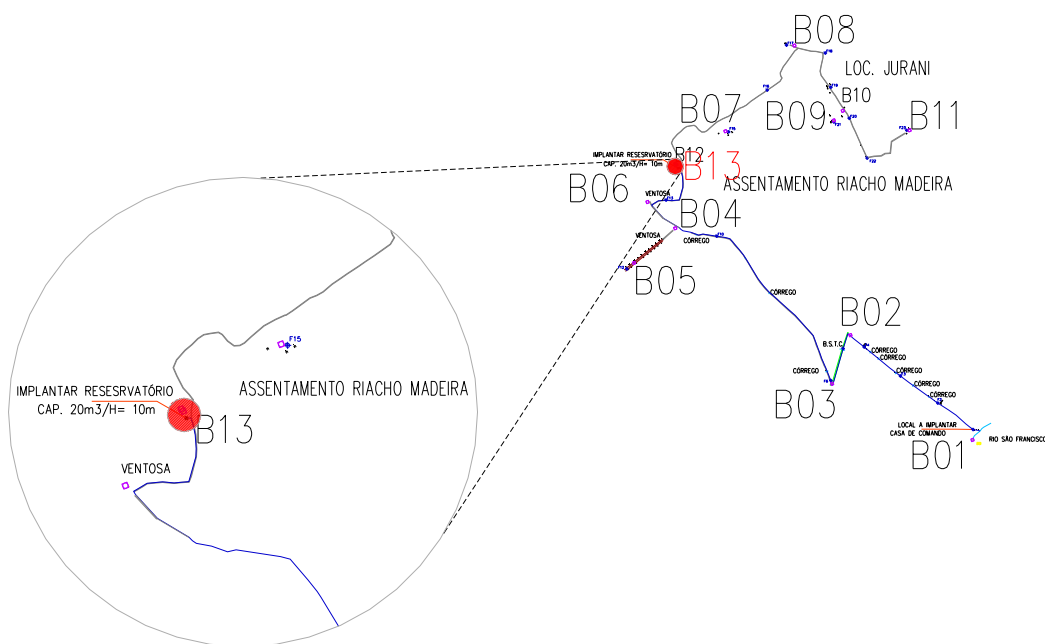 B08
LOC. JURANI
B10
B09
B11
B07
IMPLANTAR RESESRVATÓRIO
CAP. 20m3/H= 10m
B12
B13
ASSENTAMENTO RIACHO MADEIRA
B06
VENTOSA
B04
CÓRREGO
VENTOSA
B05
CÓRREGO
B02
B.S.T.C.
CÓRREGO
CÓRREGO
CÓRREGO
CÓRREGO
CÓRREGO
B03
CÓRREGO
LOCAL A IMPLANTAR
CASA DE COMANDO
RIO SÃO FRANCISCO
B01
F15
ASSENTAMENTO RIACHO MADEIRA
IMPLANTAR RESESRVATÓRIO
CAP. 20m3/H= 10m
B13
VENTOSA